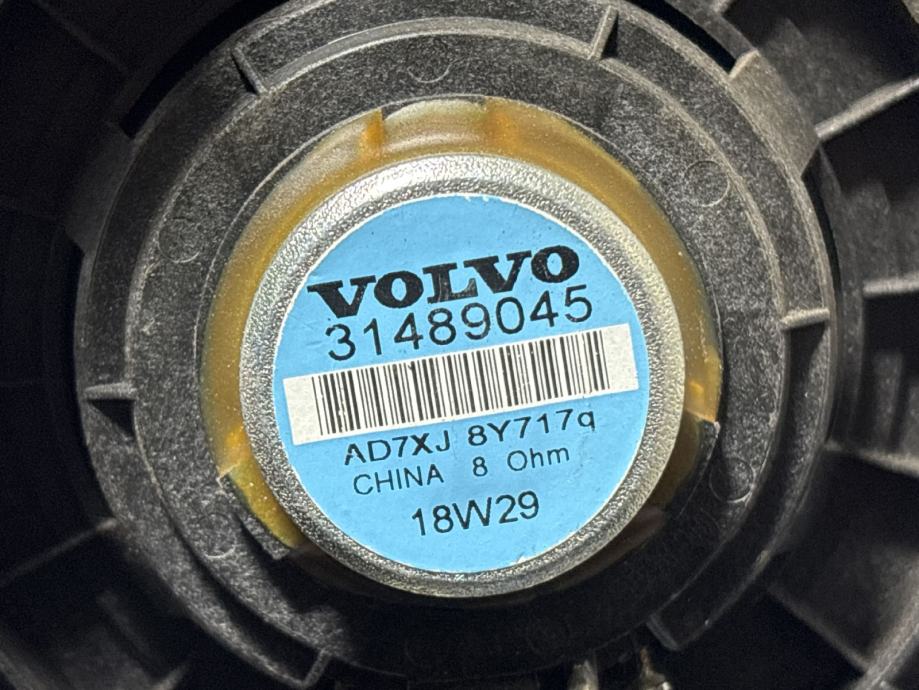 VOLVO
31489045
AD7XJ 8Y717q
CHINA 8 Ohm
18W29